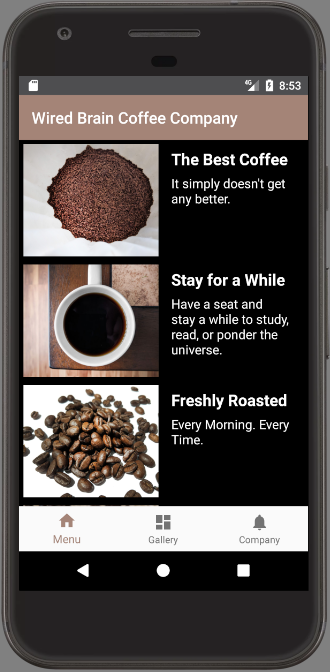 4G
8:53
Wired Brain Coffee Company
The Best Coffee
It simply doesn't get
any better.
Stay for a While
Have a seat and
stay a while to study,
read, or ponder the
universe.
Freshly Roasted
Every Morning. Every
Time.
Menu
Gallery
Company